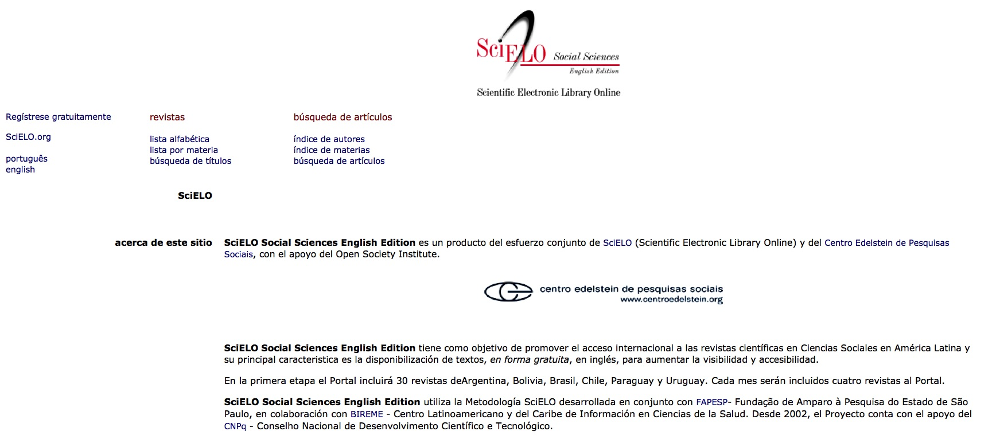 SciELO Social Sciences
English Edition
Scientific Electronic Library Online
Regístrese gratuitamente
SciELO.org
português
english
revistas
lista alfabética
lista por materia
búsqueda de títulos
búsqueda de artículos
índice de autores
índice de materias
búsqueda de artículos
SciELO
acerca de este sitio
SciELO Social Sciences English Edition es un producto del esfuerzo conjunto de SciELO (Scientific Electronic Library Online) y del Centro Edelstein de Pesquisas
Sociais, con el apoyo del Open Society Institute.
centro edelstein de pesquisas sociais
www.centroedelstein.org
SciELO Social Sciences English Edition tiene como objetivo de promover el acceso internacional a las revistas científicas en Ciencias Sociales en América Latina y
su principal caracteristica es la disponibilización de textos, en forma gratuita, en inglés, para aumentar la visibilidad y accesibilidad.
En la primera etapa el Portal incluirá 30 revistas deArgentina, Bolivia, Brasil, Chile, Paraguay y Uruguay. Cada mes serán incluidos cuatro revistas al Portal.
SciELO Social Sciences English Edition utiliza la Metodología SciELO desarrollada en conjunto con FAPESP- Fundação de Amparo à Pesquisa do Estado de São
Paulo, en colaboración con BIREME - Centro Latinoamericano y del Caribe de Información en Ciencias de la Salud. Desde 2002, el Proyecto conta con el apoyo del
CNPq - Conselho Nacional de Desenvolvimento Científico e Tecnológico.